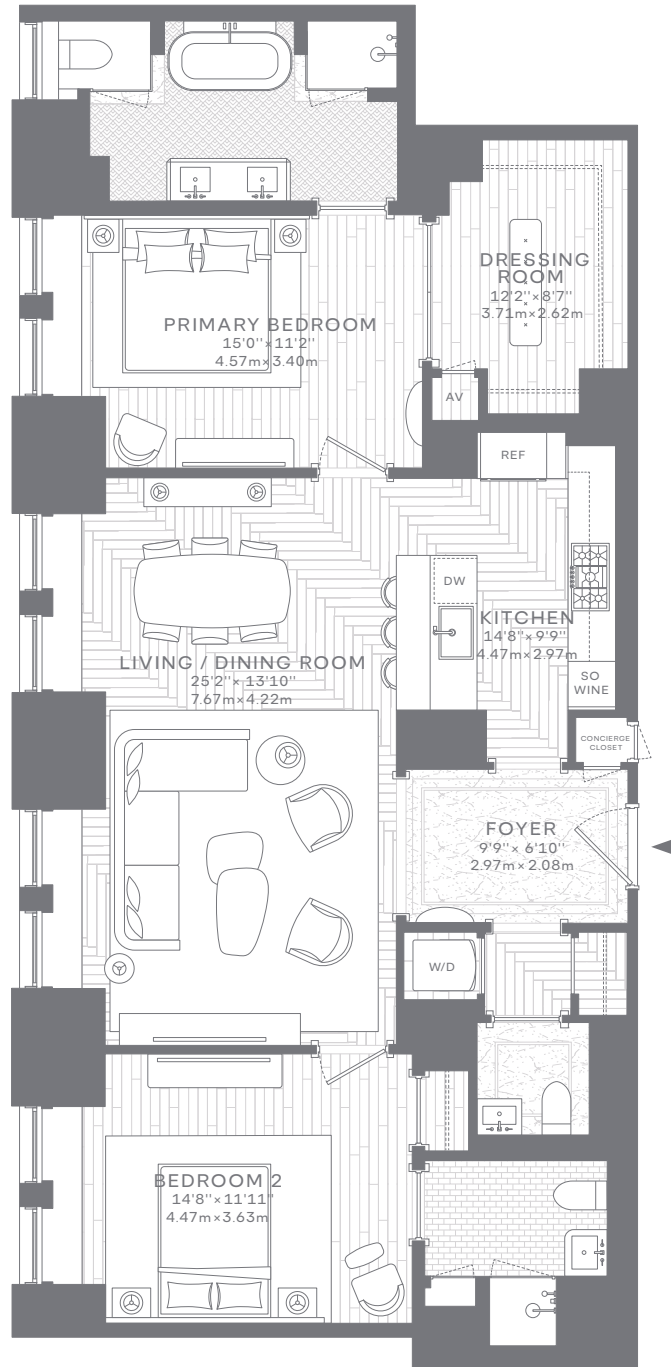 DRESSING
ROOM
12'2"×8'7"
3.71m×2.62m
PRIMARY BEDROOM
15'0"×11'2"
4.57m×3.40m
AV
REF
DW
KITCHEN
14'8"×9'9"
4.47m×2.97m
LIVING / DINING ROOM
25'2"× 13'10"
7.67m×4.22m
SO
WINE
CONCIERGE
CLOSET
FOYER
9'9"× 6'10"
2.97m×2.08m
W/D
BEDROOM 2
14'8"×11'11"
4.47m×3.63m